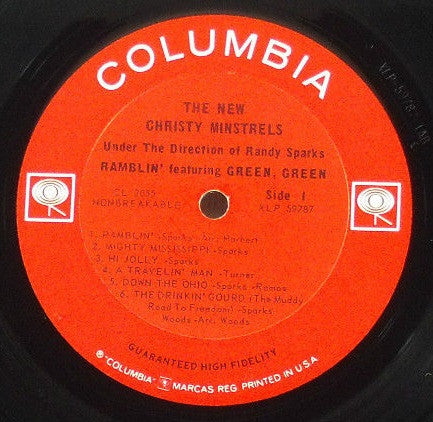 COLUMBIA
THE NEW
CHRISTY MINSTRELS
Under The Direction of Randy Sparks
RAMBLIN' featuring GREEN, GREEN
CL 2055
NONBREAKABLE
Side 1
XLP 59787
1. RAMBLIN' -Sparks-
2. MIGHTY MISSISSIPPI -Sparks
3. HI JOLLY -Sparks
4. A TRAVELIN' MAN -Turner
5. DOWN THE OHIO -Sparks -Ramos
6. THE DRINKIN' GOURD (The Muddy
Road To Freedom) -Sparks
Woods -Arr. Woods
GUARANTEED HIGH FIDELITY
® "COLUMBIA" MARCAS REG. PRINTED IN U.S.A.